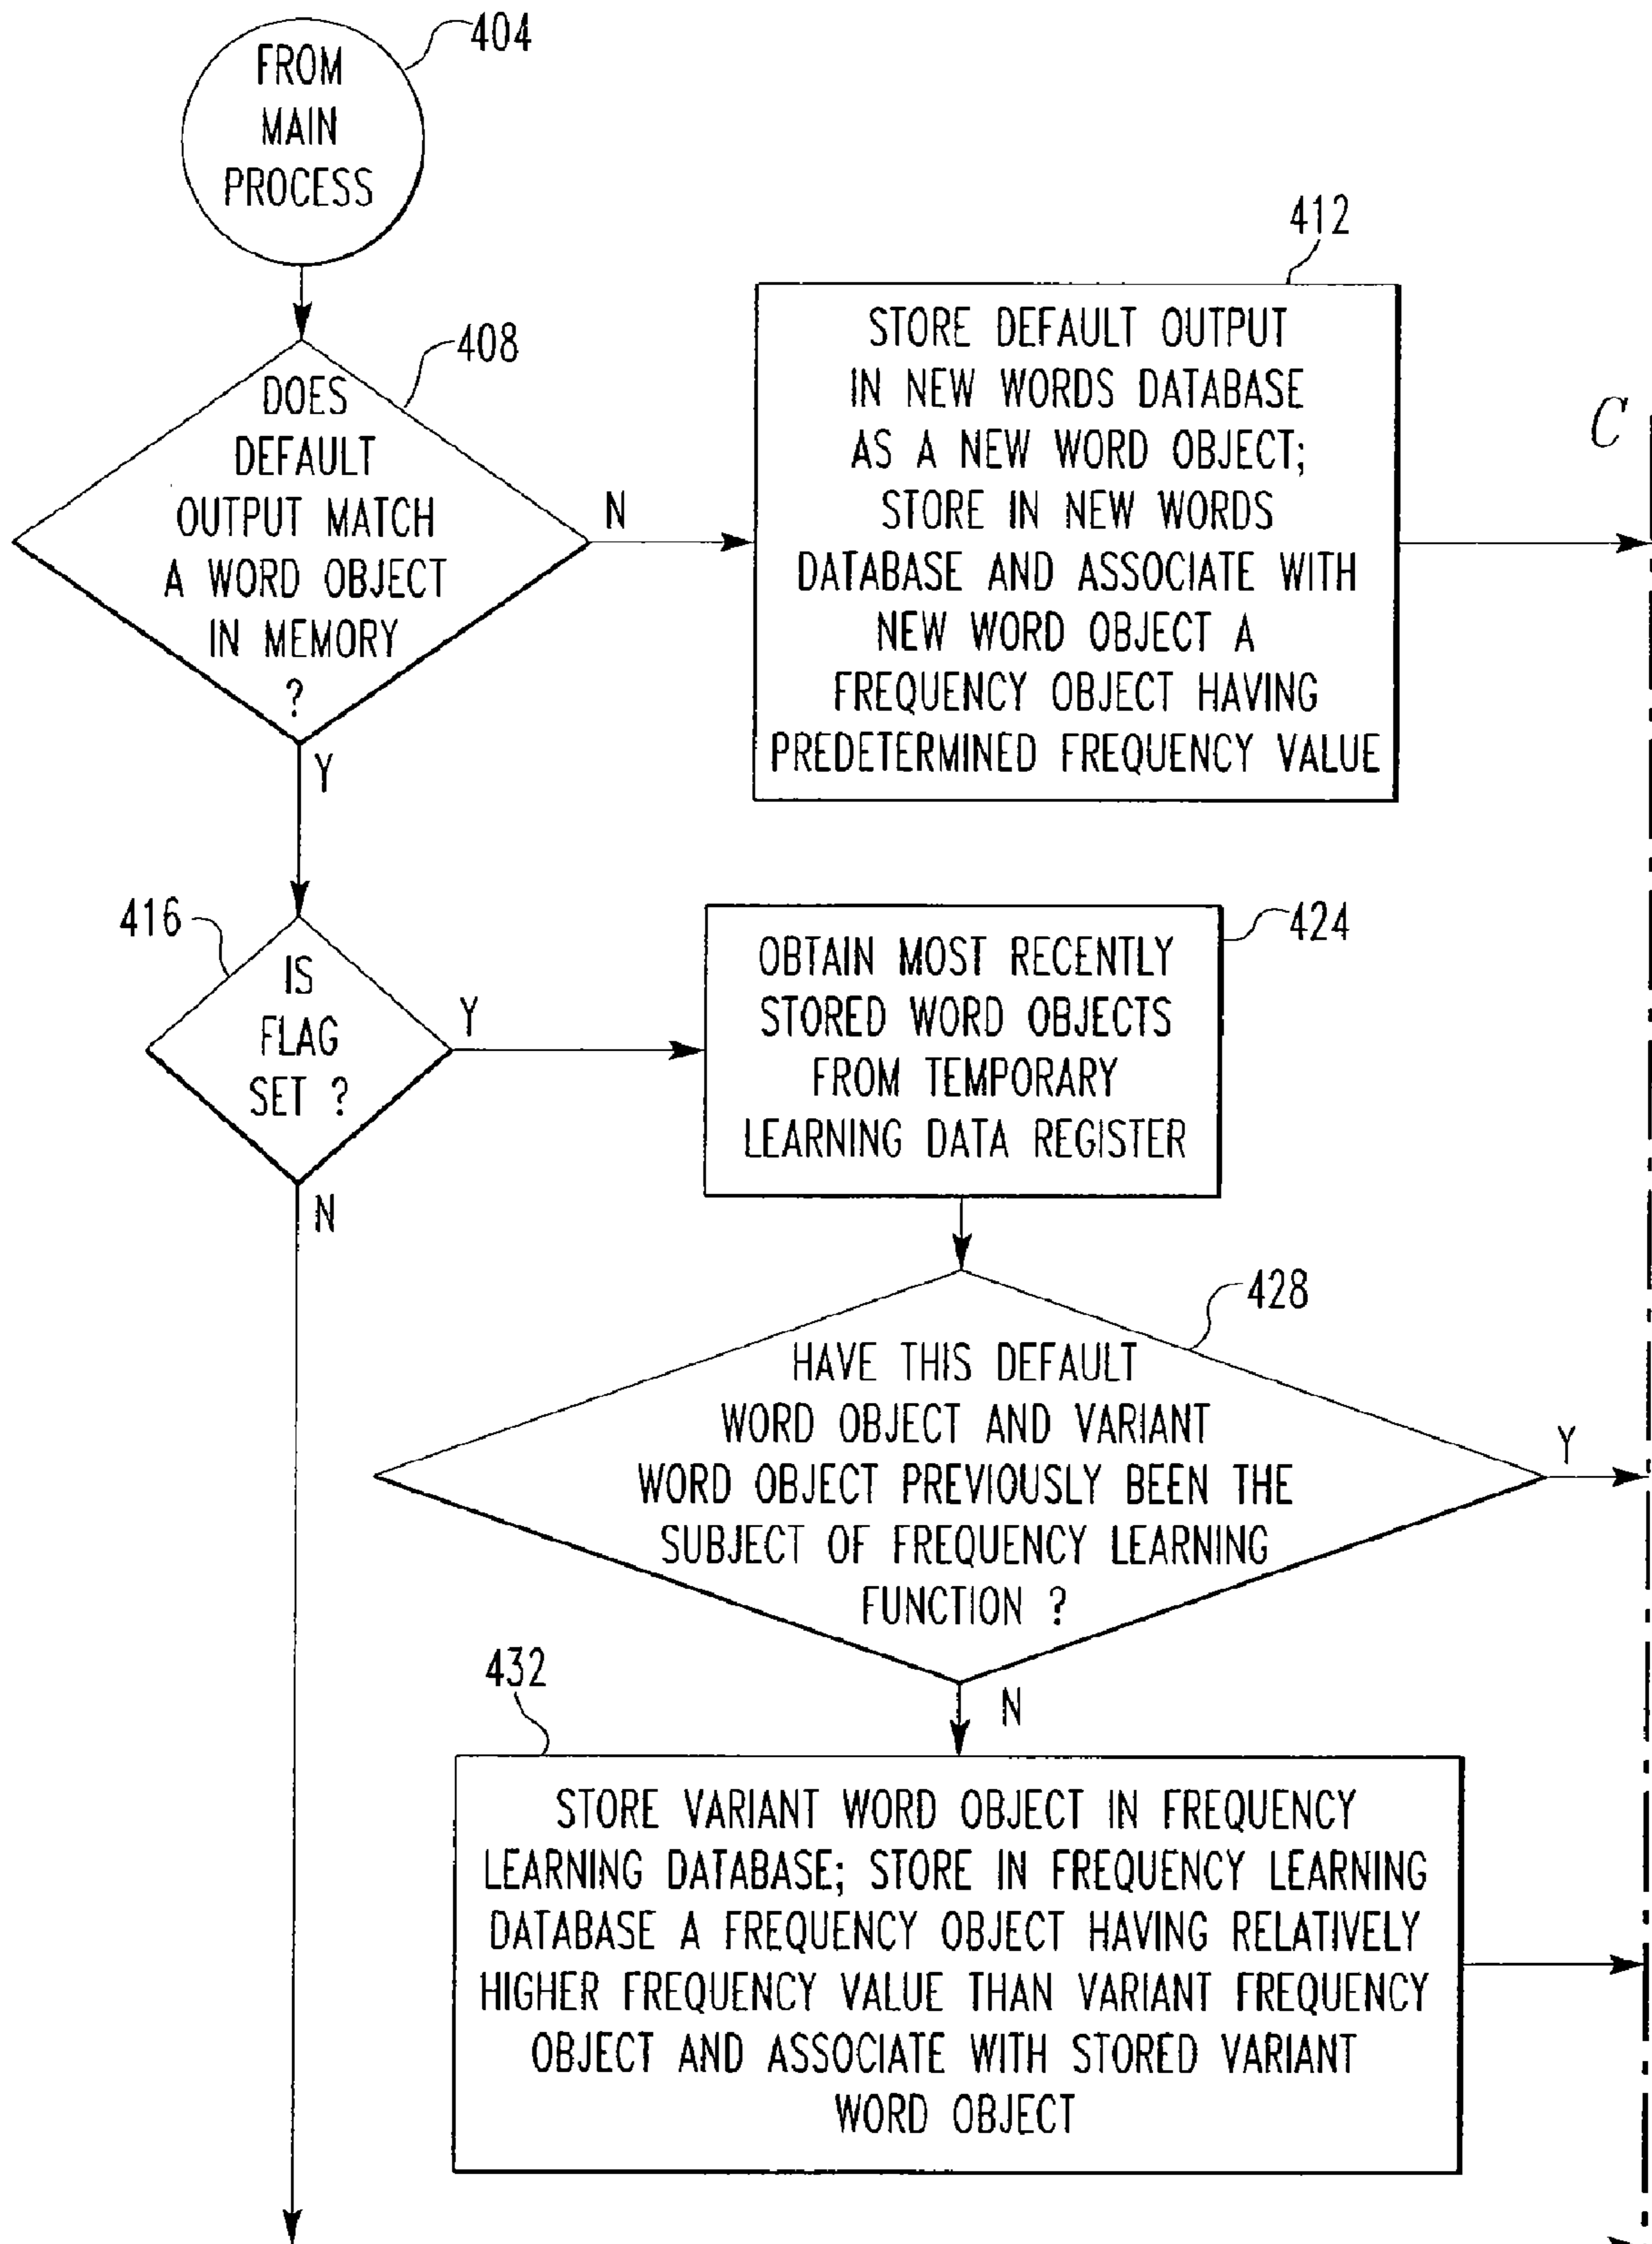 404
FROM
MAIN
PROCESS
408
DOES
DEFAULT
OUTPUT MATCH
A WORD OBJECT
IN MEMORY
?
N
Y
412
STORE DEFAULT OUTPUT
IN NEW WORDS DATABASE
AS A NEW WORD OBJECT;
STORE IN NEW WORDS
DATABASE AND ASSOCIATE WITH
NEW WORD OBJECT A
FREQUENCY OBJECT HAVING
PREDETERMINED FREQUENCY VALUE
C
416
IS
FLAG
SET ?
Y
N
424
OBTAIN MOST RECENTLY
STORED WORD OBJECTS
FROM TEMPORARY
LEARNING DATA REGISTER
428
HAVE THIS DEFAULT
WORD OBJECT AND VARIANT
WORD OBJECT PREVIOUSLY BEEN THE
SUBJECT OF FREQUENCY LEARNING
FUNCTION ?
Y
N
432
STORE VARIANT WORD OBJECT IN FREQUENCY
LEARNING DATABASE; STORE IN FREQUENCY LEARNING
DATABASE A FREQUENCY OBJECT HAVING RELATIVELY
HIGHER FREQUENCY VALUE THAN VARIANT FREQUENCY
OBJECT AND ASSOCIATE WITH STORED VARIANT
WORD OBJECT